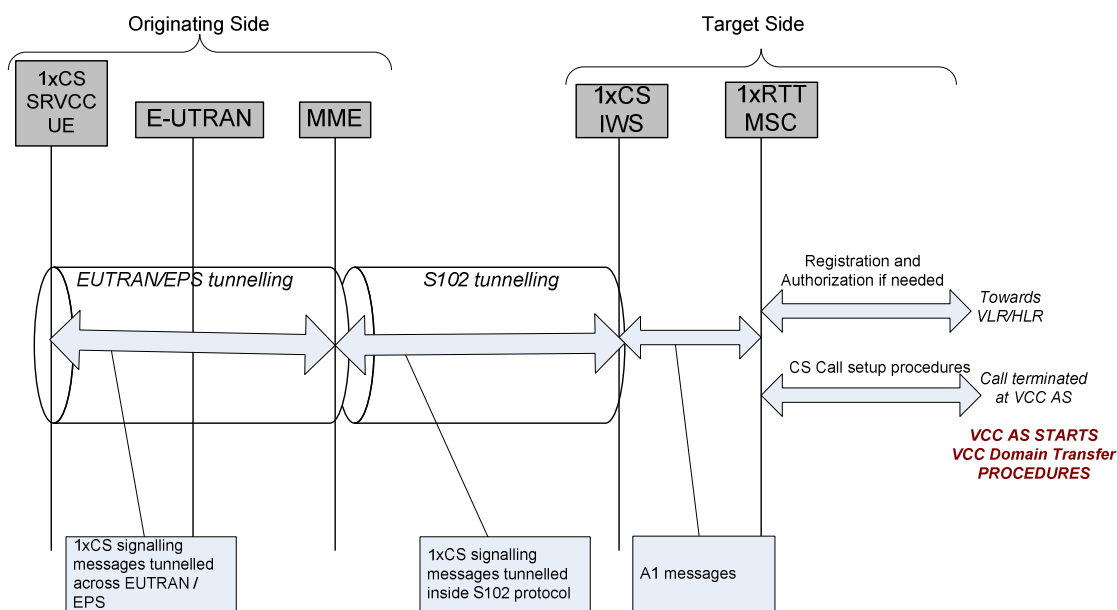 Originating Side
Target Side
1xCS
SRVCC
UE
E-UTRAN
MME
1xCS
IWS
1xRTT
MSC
EUTRAN/EPS tunnelling
S102 tunnelling
Registration and
Authorization if needed
Towards
VLR/HLR
CS Call setup procedures
Call terminated
at VCC AS
VCC AS STARTS
VCC Domain Transfer
PROCEDURES
1xCS signalling
messages tunnelled
across EUTRAN /
EPS
1xCS signalling
messages tunnelled
inside S102 protocol
A1 messages